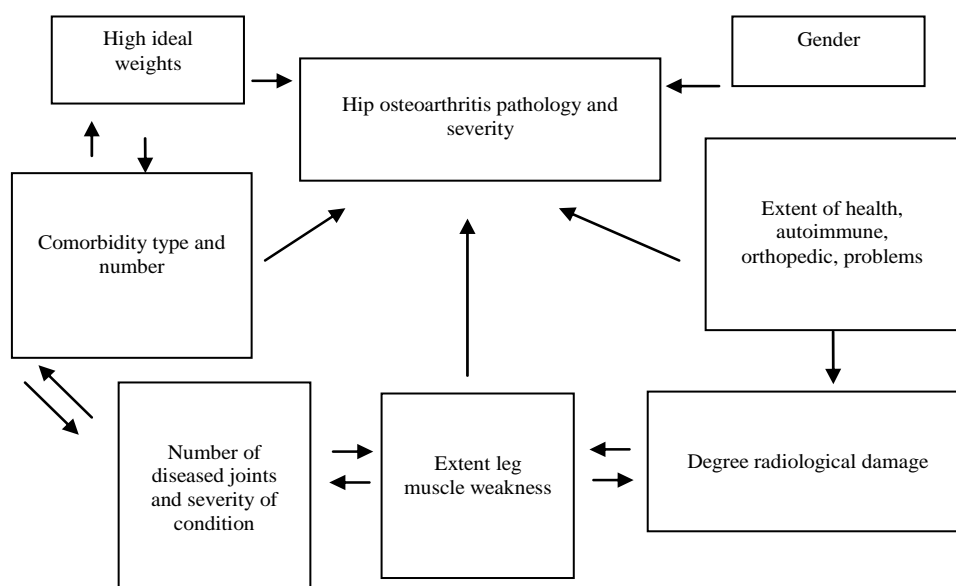 High ideal
weights
Gender
Hip osteoarthritis pathology and
severity
Comorbidity type and
number
Extent of health,
autoimmune,
orthopedic, problems
Number of
diseased joints
and severity of
condition
Extent leg
muscle weakness
Degree radiological damage